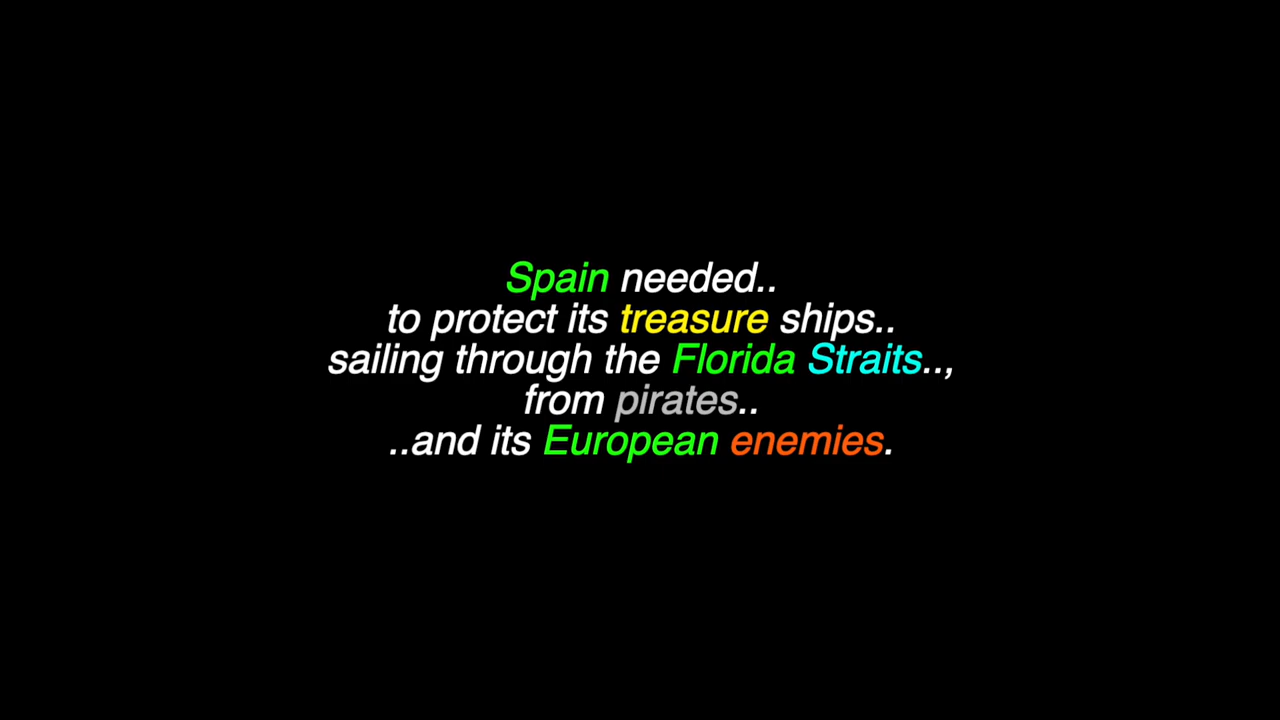 Spain needed..
to protect its treasure ships..
sailing through the Florida Straits..,
from pirates..
..and its European enemies.